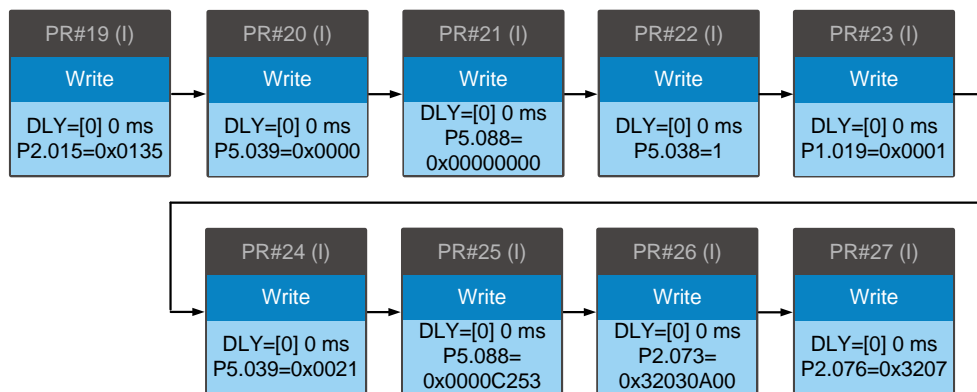 PR#19 (I)
Write
DLY=[0] 0 ms
P2.015=0x0135
PR#20 (I)
Write
DLY=[0] 0 ms
P5.039=0x0000
PR#21 (I)
Write
DLY=[0] 0 ms
P5.088=
0x00000000
PR#22 (I)
Write
DLY=[0] 0 ms
P5.038=1
PR#23 (I)
Write
DLY=[0] 0 ms
P1.019=0x0001
PR#24 (I)
Write
DLY=[0] 0 ms
P5.039=0x0021
PR#25 (I)
Write
DLY=[0] 0 ms
P5.088=
0x0000C253
PR#26 (I)
Write
DLY=[0] 0 ms
P2.073=
0x32030A00
PR#27 (I)
Write
DLY=[0] 0 ms
P2.076=0x3207